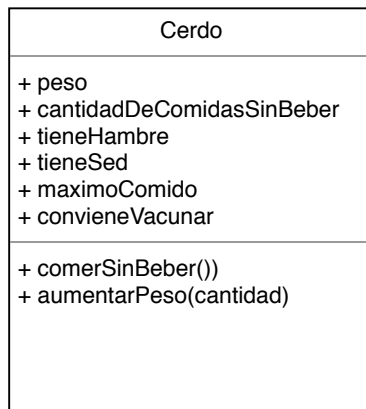 Cerdo
+ peso
+ cantidadDeComidasSinBeber
+ tieneHambre
+ tieneSed
+ maximoComido
+ convieneVacunar
+ comerSinBeber())
+ aumentarPeso(cantidad)